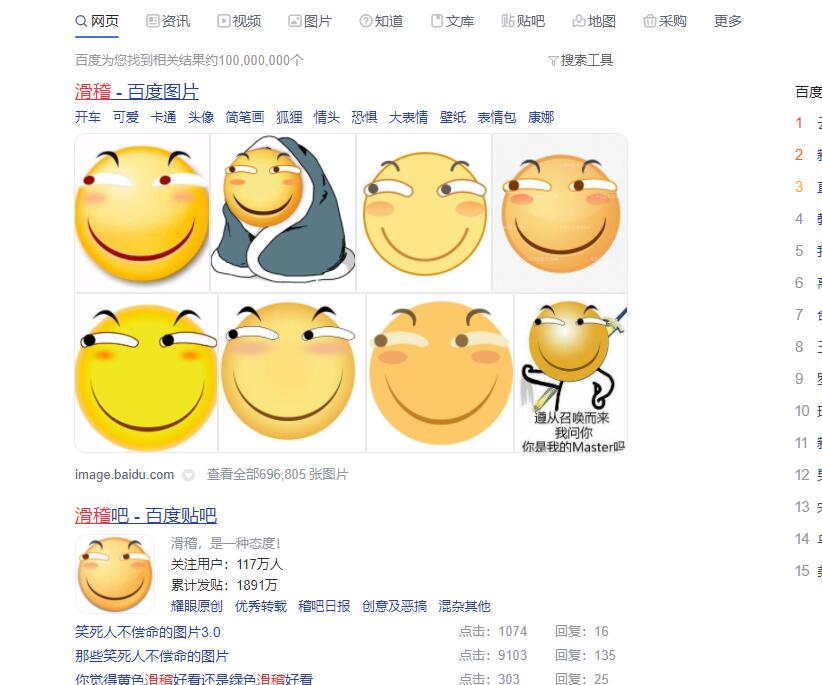 网页 资讯 视频 图片 知道 文库 贴吧 地图 采购 更多
百度为您找到相关结果约100,000,000个 搜索工具
滑稽 - 百度图片
开车 可爱 卡通 头像 简笔画 狐狸 情头 恐惧 大表情 壁纸 表情包 康娜
遵从召唤而来
我问你
你是我的Master吗
image.baidu.com 查看全部696,805 张图片
滑稽吧 - 百度贴吧
滑稽，是一种态度！
关注用户：117万人
累计发贴：1891万
耀眼原创 优秀转载 稽吧日报 创意及恶搞 混杂其他
笑死人不偿命的图片3.0 点击：1074 回复：16
那些笑死人不偿命的图片 点击：9103 回复：135
你觉得黄色滑稽好看还是绿色滑稽好看 点击：303 回复：25
百度
1
2
3
4
5
6
7
8
9
10
11
12
13
14
15